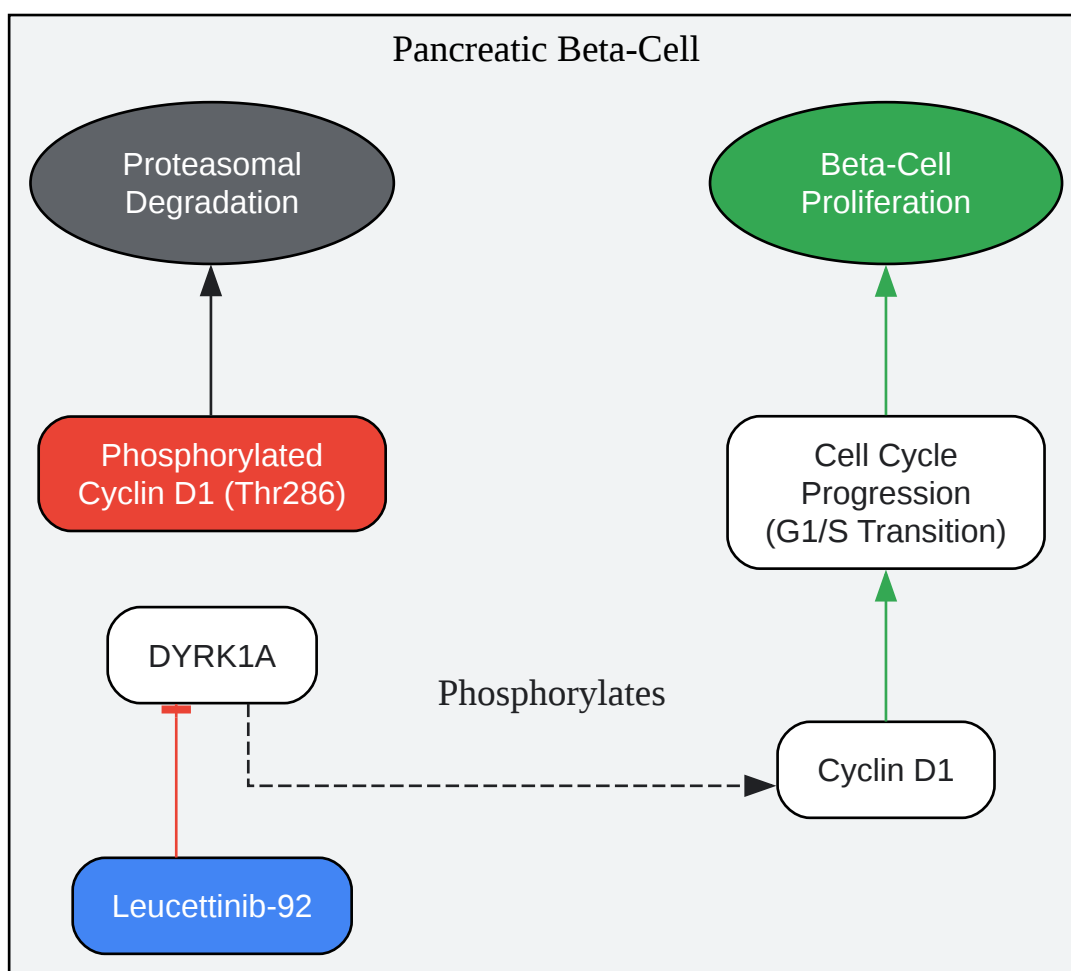 Pancreatic Beta-Cell
Proteasomal
Degradation
Beta-Cell
Proliferation
Phosphorylated
Cyclin D1 (Thr286)
Cell Cycle
Progression
(G1/S Transition)
DYRK1A
Phosphorylates
Cyclin D1
Leucettinib-92